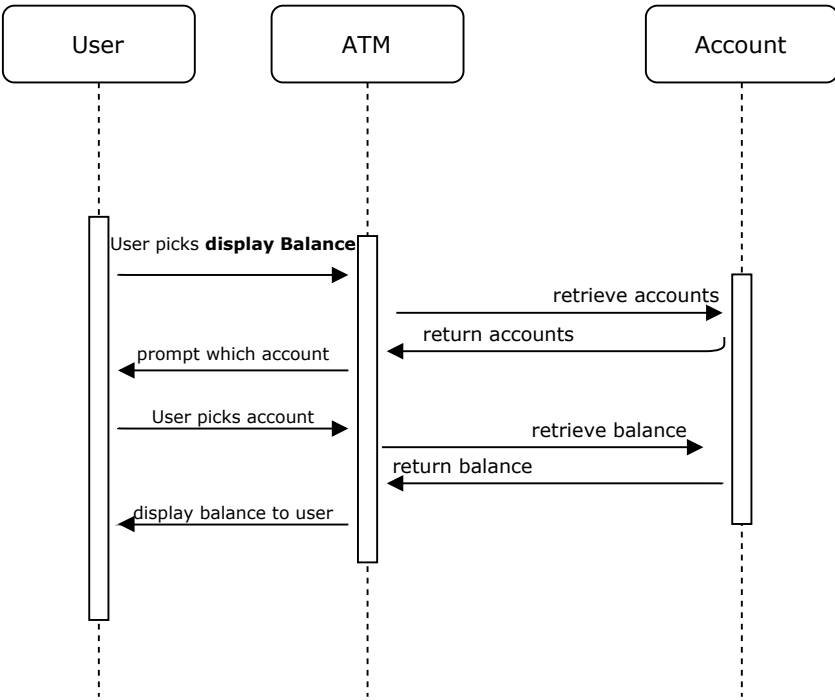 User
ATM
Account
User picks display Balance
retrieve accounts
return accounts
prompt which account
User picks account
retrieve balance
return balance
display balance to user